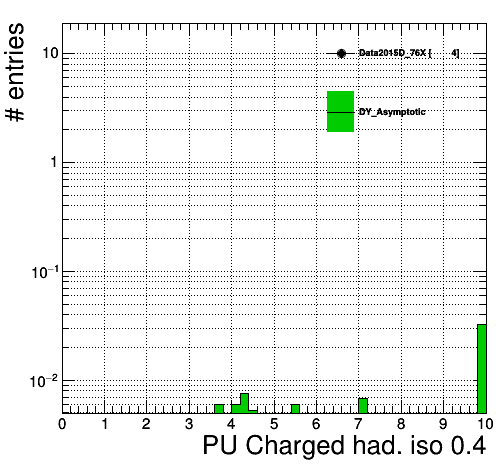 # entries
10
1
10⁻¹
10⁻²
Data2015D_76X [ 4]
DY_Asymptotic
0 1 2 3 4 5 6 7 8 9 10
PU Charged had. iso 0.4